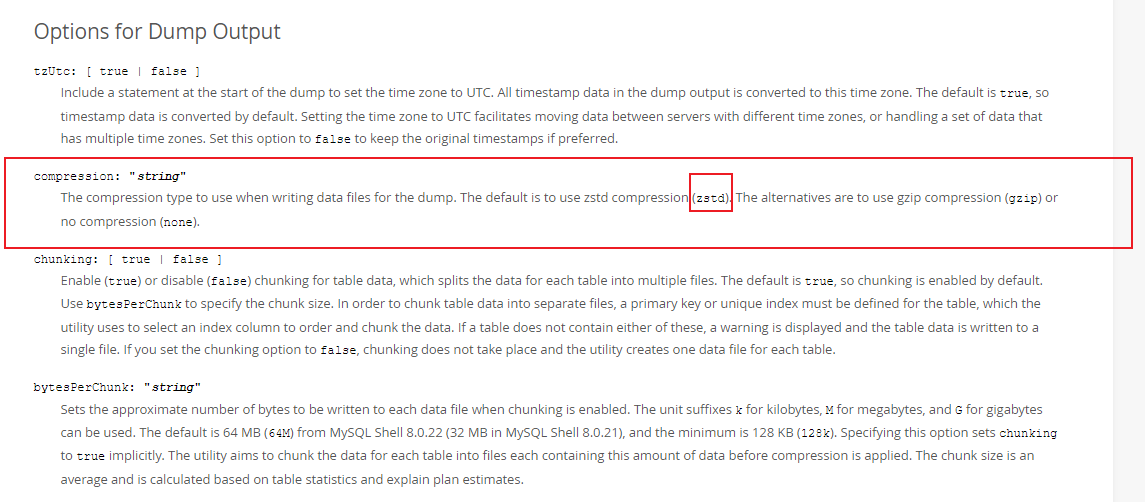 Options for Dump Output
tzUtc: [ true | false ]
Include a statement at the start of the dump to set the time zone to UTC. All timestamp data in the dump output is converted to this time zone. The default is true, so
timestamp data is converted by default. Setting the time zone to UTC facilitates moving data between servers with different time zones, or handling a set of data that
has multiple time zones. Set this option to false to keep the original timestamps if preferred.
compression: "string"
The compression type to use when writing data files for the dump. The default is to use zstd compression (zstd). The alternatives are to use gzip compression (gzip) or
no compression (none).
chunking: [ true | false ]
Enable (true) or disable (false) chunking for table data, which splits the data for each table into multiple files. The default is true, so chunking is enabled by default.
Use bytesPerChunk to specify the chunk size. In order to chunk table data into separate files, a primary key or unique index must be defined for the table, which the
utility uses to select an index column to order and chunk the data. If a table does not contain either of these, a warning is displayed and the table data is written to a
single file. If you set the chunking option to false, chunking does not take place and the utility creates one data file for each table.
bytesPerChunk: "string"
Sets the approximate number of bytes to be written to each data file when chunking is enabled. The unit suffixes k for kilobytes, M for megabytes, and G for gigabytes
can be used. The default is 64 MB (64M) from MySQL Shell 8.0.22 (32 MB in MySQL Shell 8.0.21), and the minimum is 128 KB (128k). Specifying this option sets chunking
to true implicitly. The utility aims to chunk the data for each table into files each containing this amount of data before compression is applied. The chunk size is an
average and is calculated based on table statistics and explain plan estimates.